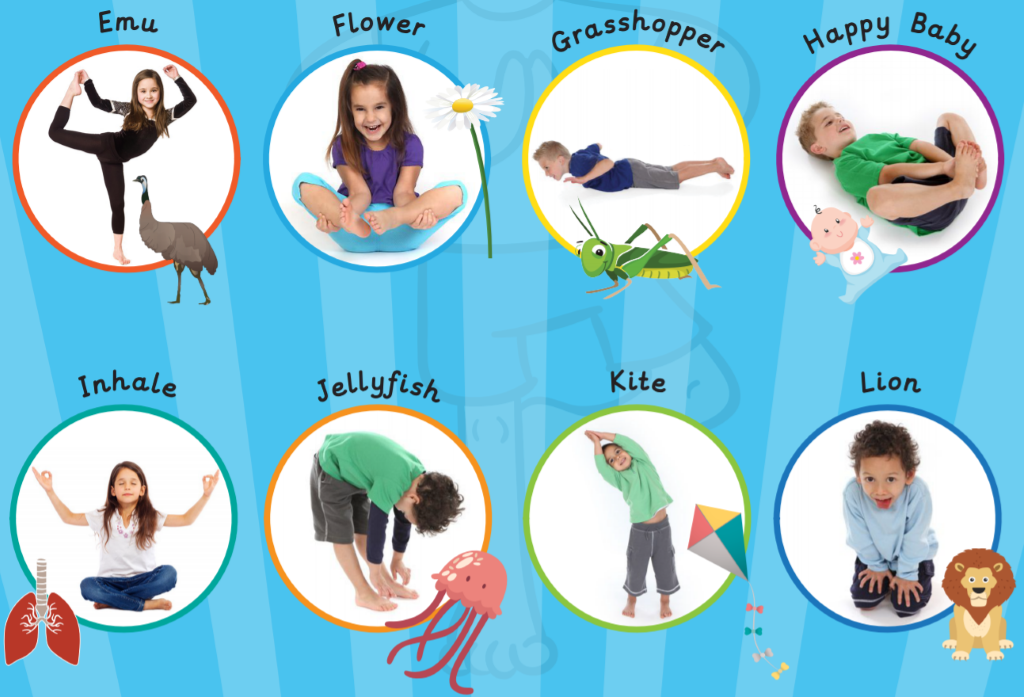 Emu
Flower
Grasshopper
Happy Baby
Inhale
Jellyfish
Kite
Lion